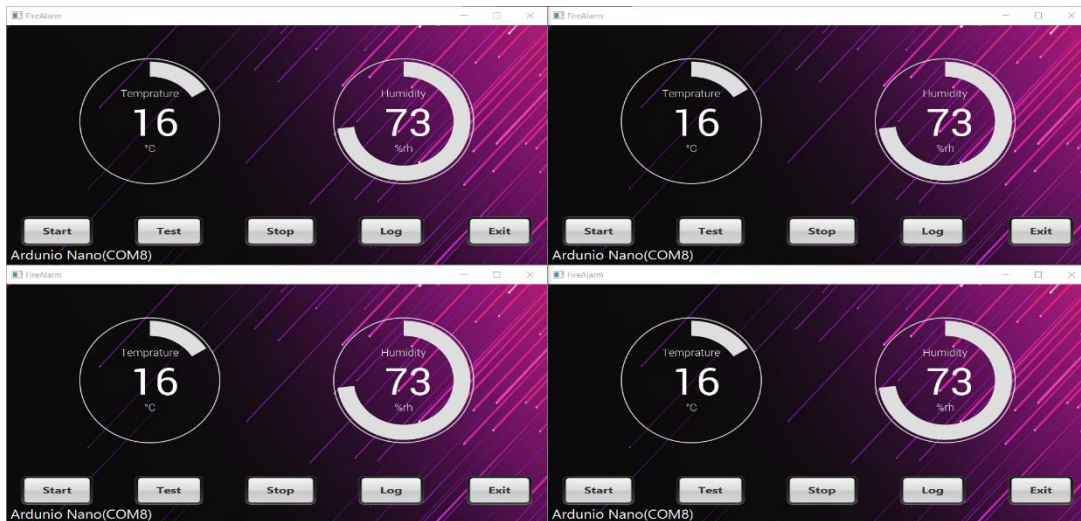 FireAlarm
Temprature
16
°C
Humidity
73
%rh
Start Test Stop Log Exit
Ardunio Nano(COM8)
FireAlarm
Temprature
16
°C
Humidity
73
%rh
Start Test Stop Log Exit
Ardunio Nano(COM8)
FireAlarm
Temprature
16
°C
Humidity
73
%rh
Start Test Stop Log Exit
Ardunio Nano(COM8)
FireAlarm
Temprature
16
°C
Humidity
73
%rh
Start Test Stop Log Exit
Ardunio Nano(COM8)